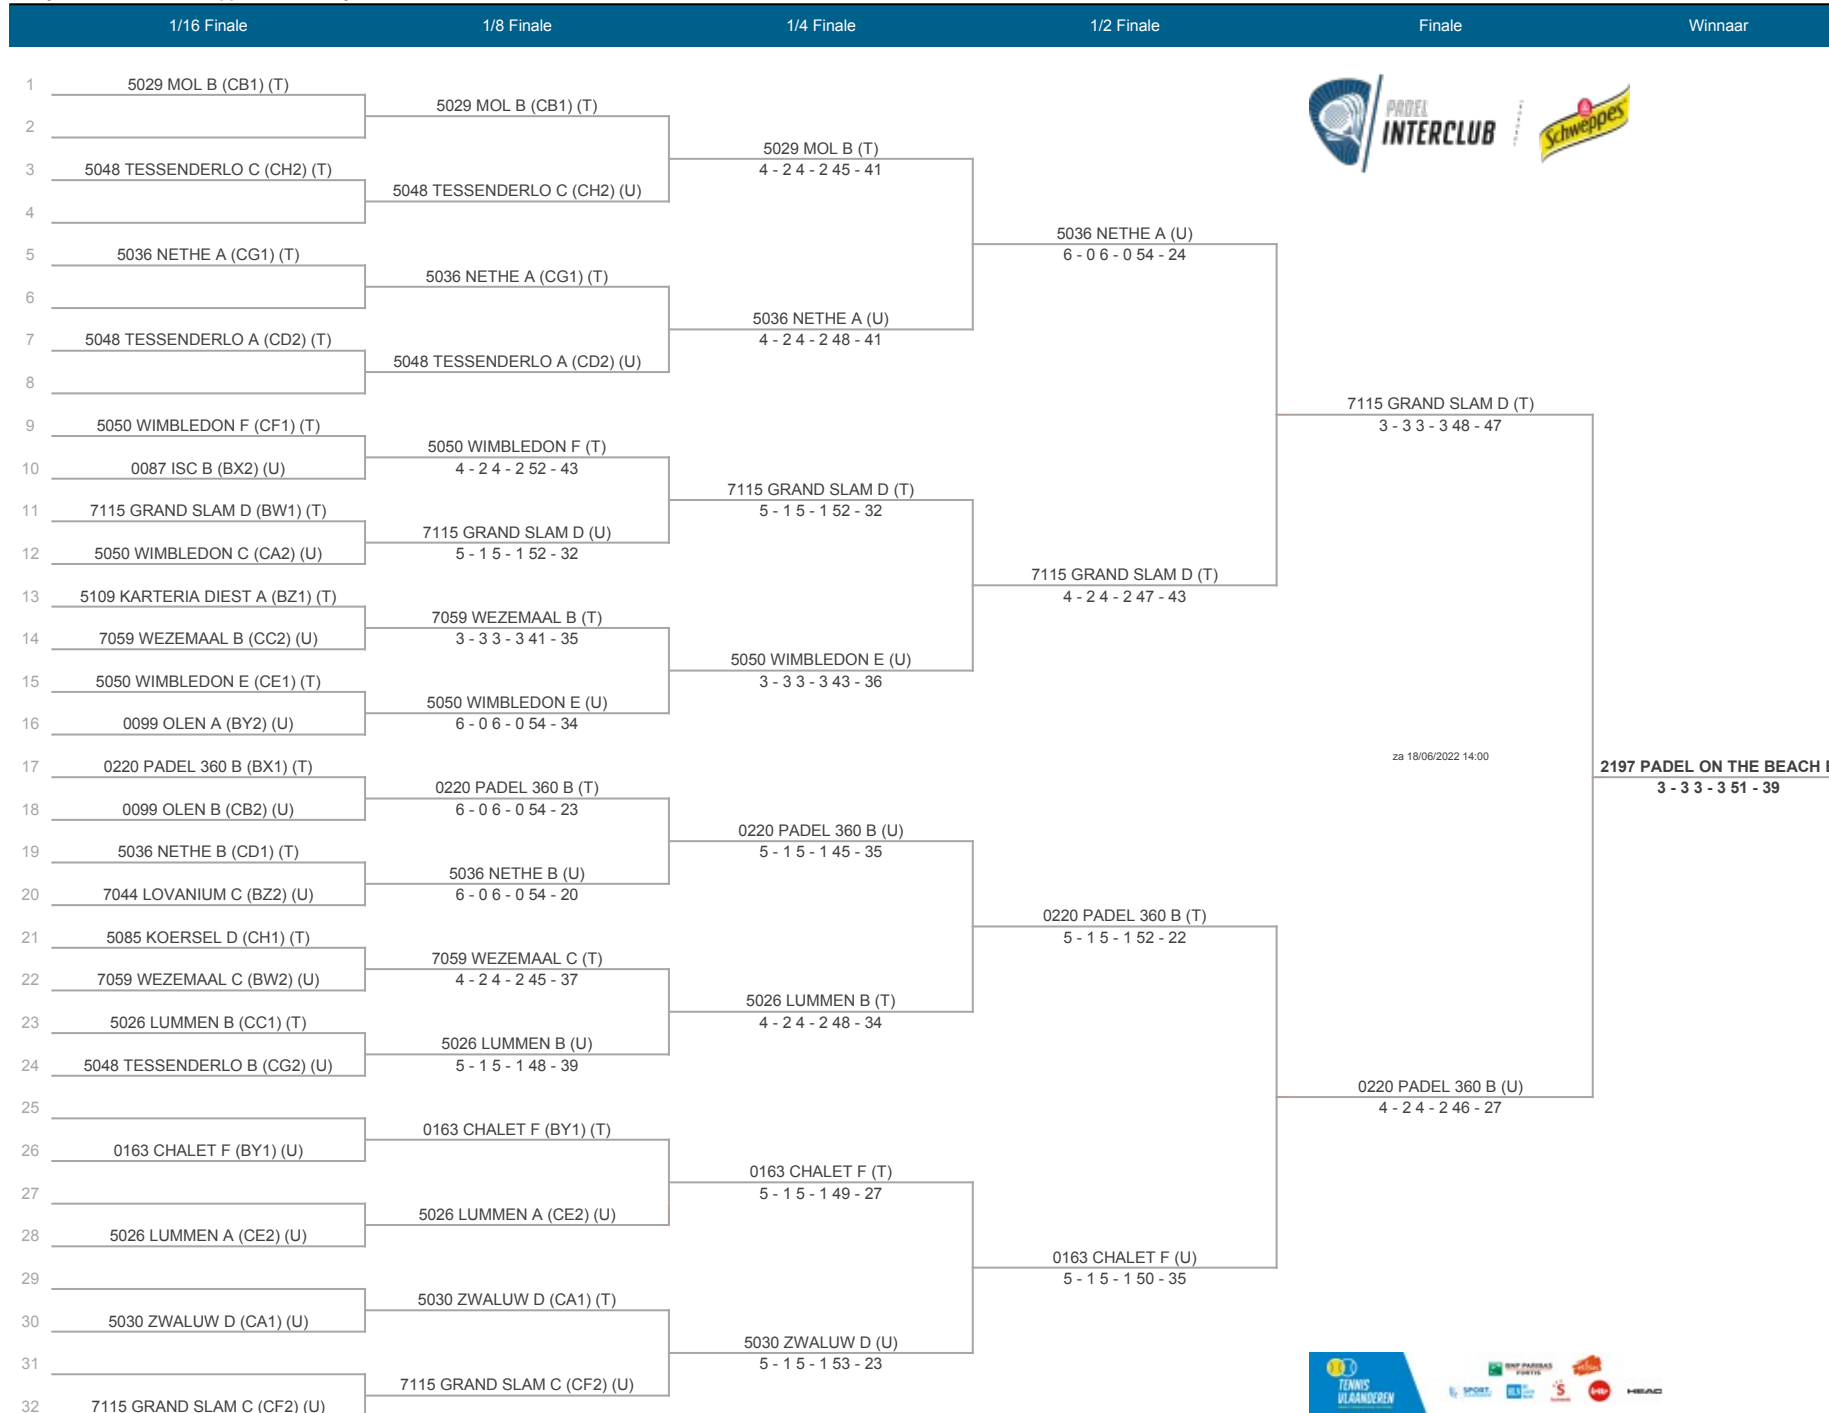 1/16 Finale 1/8 Finale 1/4 Finale 1/2 Finale Finale Winnaar
1 5029 MOL B (CB1) (T)
2
3 5048 TESSENDERLO C (CH2) (T)
4
5 5036 NETHE A (CG1) (T)
6
7 5048 TESSENDERLO A (CD2) (T)
8
9 5050 WIMBLEDON F (CF1) (T)
10 0087 ISC B (BX2) (U)
11 7115 GRAND SLAM D (BW1) (T)
12 5050 WIMBLEDON C (CA2) (U)
13 5109 KARTERIA DIEST A (BZ1) (T)
14 7059 WEZEMAAL B (CC2) (U)
15 5050 WIMBLEDON E (CE1) (T)
16 0099 OLEN A (BY2) (U)
17 0220 PADEL 360 B (BX1) (T)
18 0099 OLEN B (CB2) (U)
19 5036 NETHE B (CD1) (T)
20 7044 LOVANIUM C (BZ2) (U)
21 5085 KOERSEL D (CH1) (T)
22 7059 WEZEMAAL C (BW2) (U)
23 5026 LUMMEN B (CC1) (T)
24 5048 TESSENDERLO B (CG2) (U)
25
26 0163 CHALET F (BY1) (U)
27
28 5026 LUMMEN A (CE2) (U)
29
30 5030 ZWALUW D (CA1) (U)
31
32 7115 GRAND SLAM C (CF2) (U)
5029 MOL B (CB1) (T)
5048 TESSENDERLO C (CH2) (U)
5036 NETHE A (CG1) (T)
5048 TESSENDERLO A (CD2) (U)
5050 WIMBLEDON F (T)
4 - 2 4 - 2 52 - 43
7115 GRAND SLAM D (U)
5 - 1 5 - 1 52 - 32
7059 WEZEMAAL B (T)
3 - 3 3 - 3 41 - 35
5050 WIMBLEDON E (U)
6 - 0 6 - 0 54 - 34
0220 PADEL 360 B (T)
6 - 0 6 - 0 54 - 23
5036 NETHE B (U)
6 - 0 6 - 0 54 - 20
7059 WEZEMAAL C (T)
4 - 2 4 - 2 45 - 37
5026 LUMMEN B (U)
5 - 1 5 - 1 48 - 39
0163 CHALET F (BY1) (T)
5026 LUMMEN A (CE2) (U)
5030 ZWALUW D (CA1) (T)
7115 GRAND SLAM C (CF2) (U)
5029 MOL B (T)
4 - 2 4 - 2 45 - 41
5036 NETHE A (U)
4 - 2 4 - 2 48 - 41
7115 GRAND SLAM D (T)
5 - 1 5 - 1 52 - 32
5050 WIMBLEDON E (U)
3 - 3 3 - 3 43 - 36
0220 PADEL 360 B (U)
5 - 1 5 - 1 45 - 35
5026 LUMMEN B (T)
4 - 2 4 - 2 48 - 34
0163 CHALET F (T)
5 - 1 5 - 1 49 - 27
5030 ZWALUW D (U)
5 - 1 5 - 1 53 - 23
5036 NETHE A (U)
6 - 0 6 - 0 54 - 24
7115 GRAND SLAM D (T)
4 - 2 4 - 2 47 - 43
0220 PADEL 360 B (T)
5 - 1 5 - 1 52 - 22
0163 CHALET F (U)
5 - 1 5 - 1 50 - 35
PADEL
INTERCLUB
Schweppes
7115 GRAND SLAM D (T)
3 - 3 3 - 3 48 - 47
za 18/06/2022 14:00
0220 PADEL 360 B (U)
4 - 2 4 - 2 46 - 27
2197 PADEL ON THE BEACH
3 - 3 3 - 3 51 - 39
TENNIS
VLAANDEREN
BNP PARIBAS
FORTIS
SPORT
HEAD